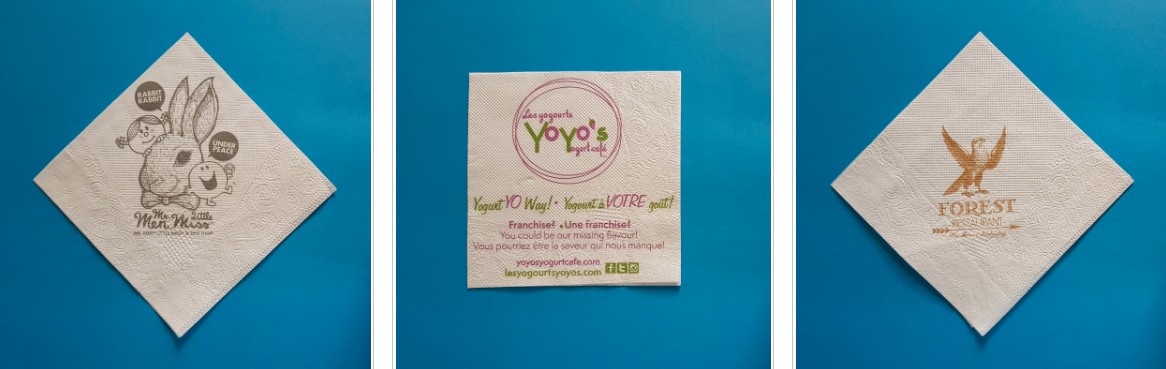 RABBIT
RABBIT
UNDER
PEACE
Mr. Little
Men Miss
Les yogourts
YoYo's
yogurt café
Yogurt YO Way! • Yogourt à VOTRE goût!
Franchise? • Une franchise?
You could be our missing flavour!
Vous pourriez être la saveur qui nous manque!
yoyosyogurtcafe.com
lesyogourtsyoyos.com
FOREST
RESTAURANT